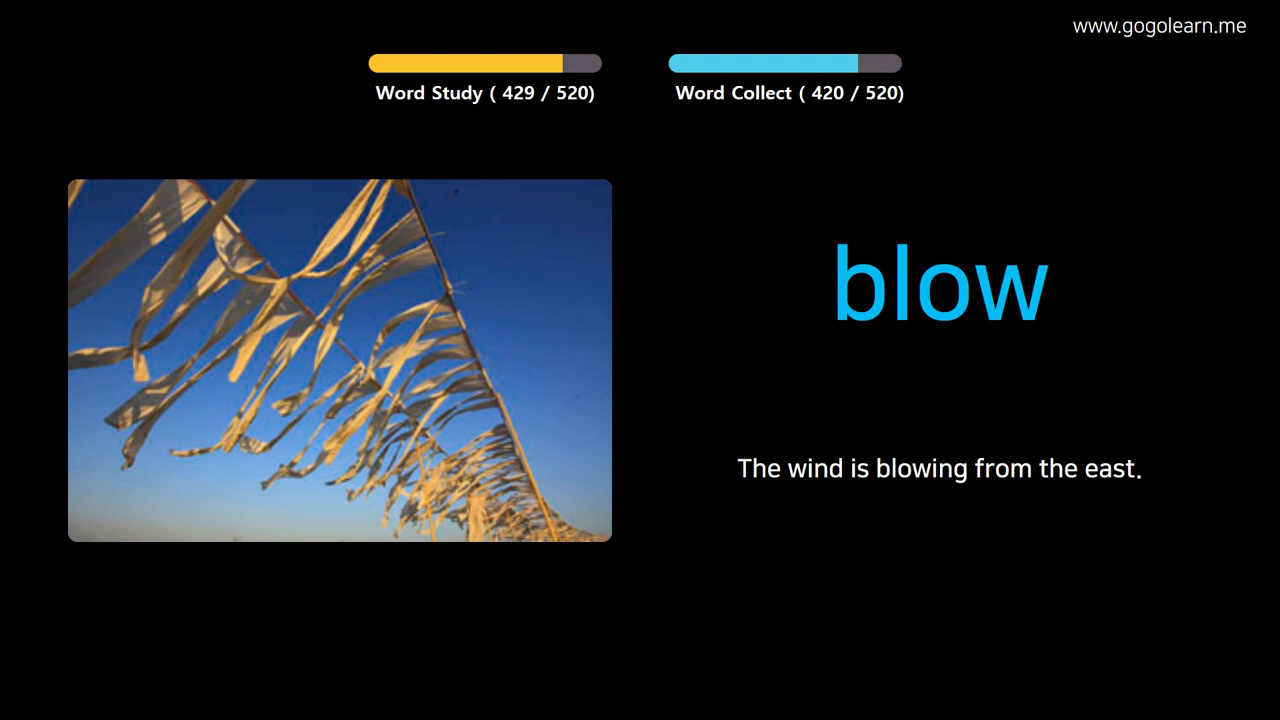 www.gogolearn.me
Word Study ( 429 / 520)
Word Collect ( 420 / 520)
blow
The wind is blowing from the east.